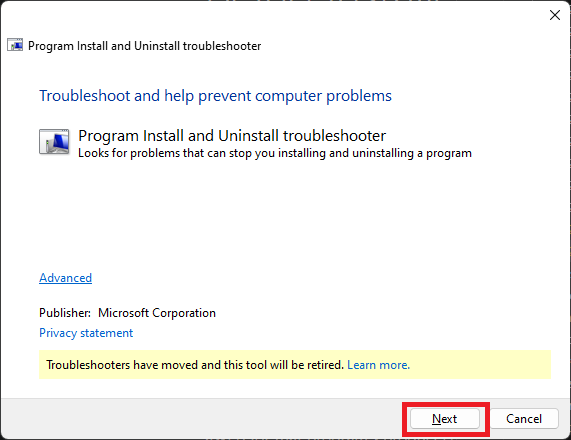 Program Install and Uninstall troubleshooter
Troubleshoot and help prevent computer problems
Program Install and Uninstall troubleshooter
Looks for problems that can stop you installing and uninstalling a program
Advanced
Publisher: Microsoft Corporation
Privacy statement
Troubleshooters have moved and this tool will be retired. Learn more.
Next Cancel